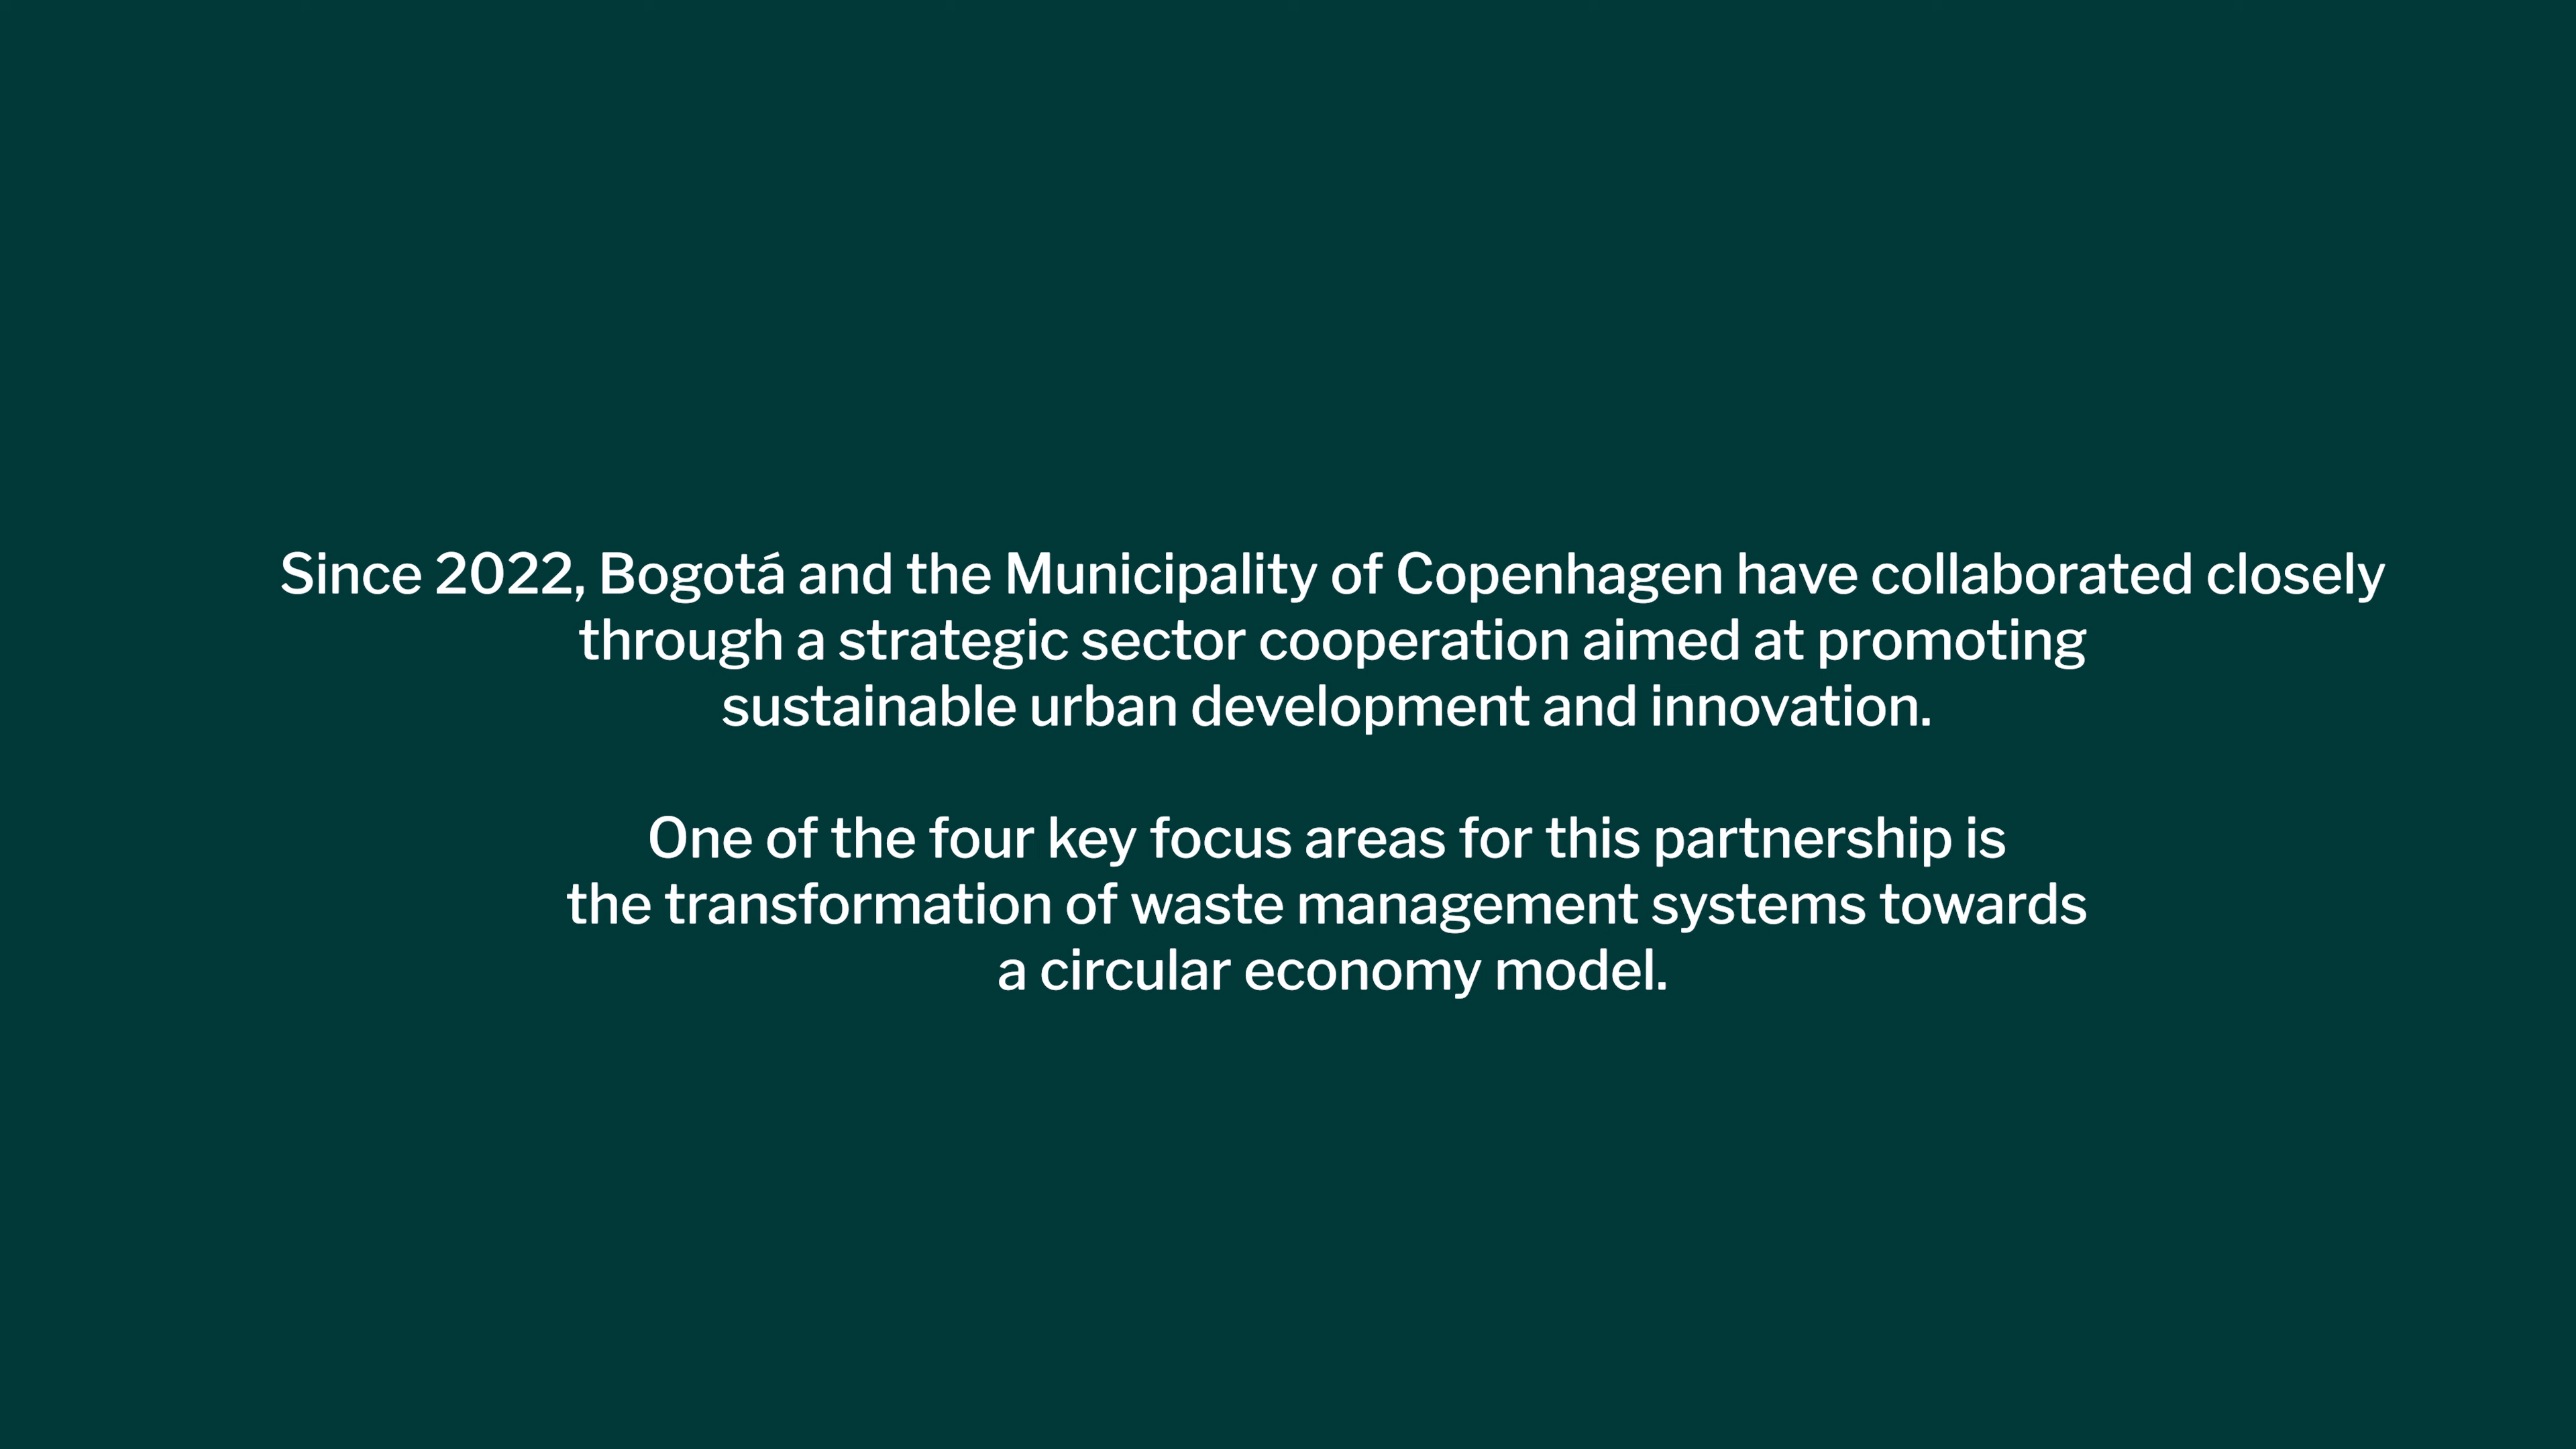 Since 2022, Bogotá and the Municipality of Copenhagen have collaborated closely
through a strategic sector cooperation aimed at promoting
sustainable urban development and innovation.
One of the four key focus areas for this partnership is
the transformation of waste management systems towards
a circular economy model.